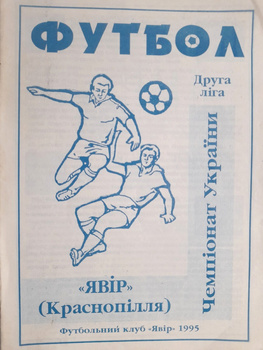 ФУТБОЛ
Друга
ліга
Чемпіонат України
«ЯВІР»
(Краснопілля)
Футбольний клуб «Явір» 1995